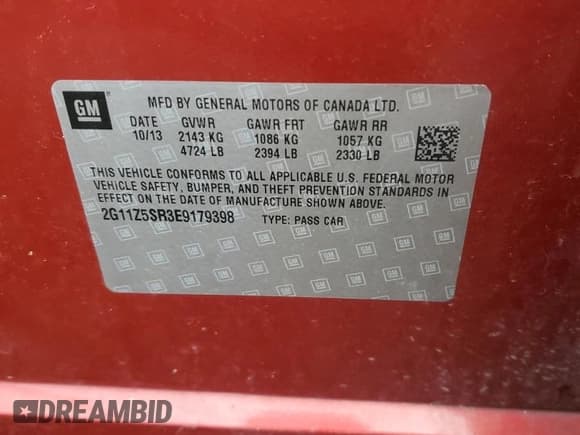 GM
MFD BY GENERAL MOTORS OF CANADA LTD.
DATE GVWR GAWR FRT GAWR RR
10/13 2143 KG 1086 KG 1057 KG
4724 LB 2394 LB 2330 LB
THIS VEHICLE CONFORMS TO ALL APPLICABLE U.S. FEDERAL MOTOR
VEHICLE SAFETY, BUMPER, AND THEFT PREVENTION STANDARDS IN
EFFECT ON THE DATE OF MANUFACTURE SHOWN ABOVE.
2G11Z5SR3E9179398 TYPE: PASS CAR
DREAMBID